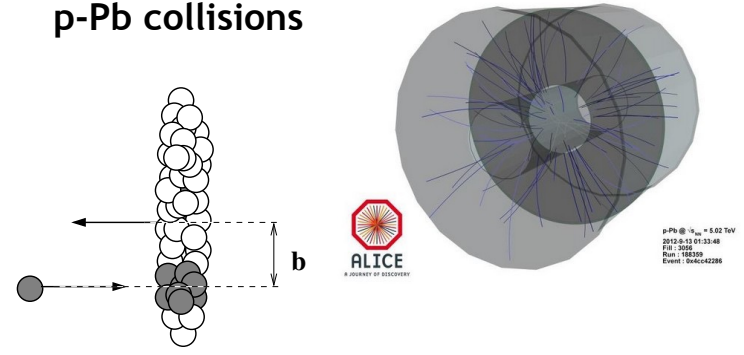 p-Pb collisions
b
ALICE
A JOURNEY OF DISCOVERY
p-Pb @ √sNN = 5.02 TeV
2012-9-13 01:33:48
Fill : 3056
Run : 188359
Event : 0x4cc42286